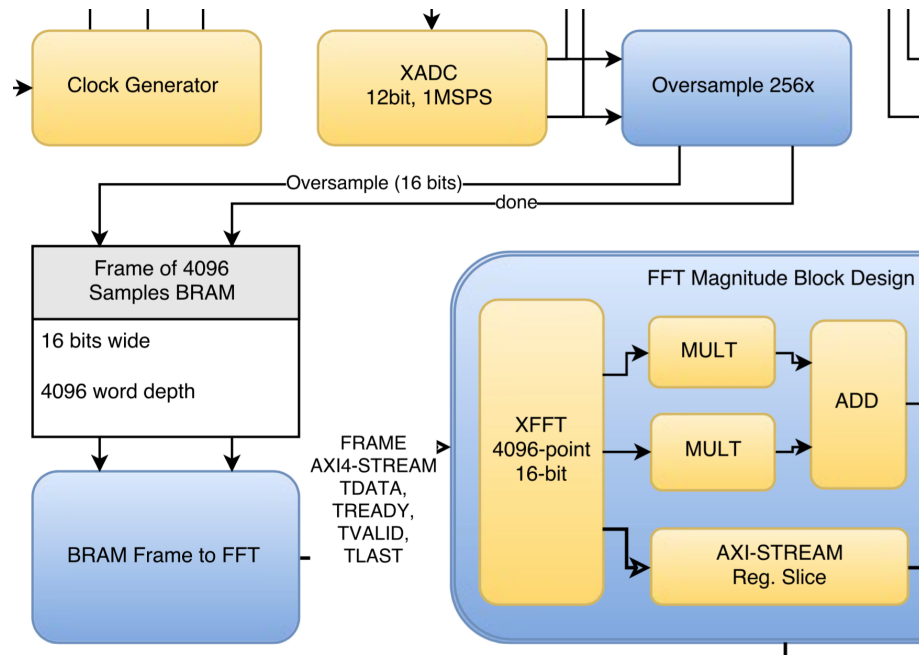 Clock Generator
XADC
12bit, 1MSPS
Oversample 256x
Oversample (16 bits)
done
Frame of 4096
Samples BRAM
16 bits wide
4096 word depth
BRAM Frame to FFT
FRAME
AXI4-STREAM
TDATA,
TREADY,
TVALID,
TLAST
FFT Magnitude Block Design
XFFT
4096-point
16-bit
MULT
MULT
ADD
AXI-STREAM
Reg. Slice